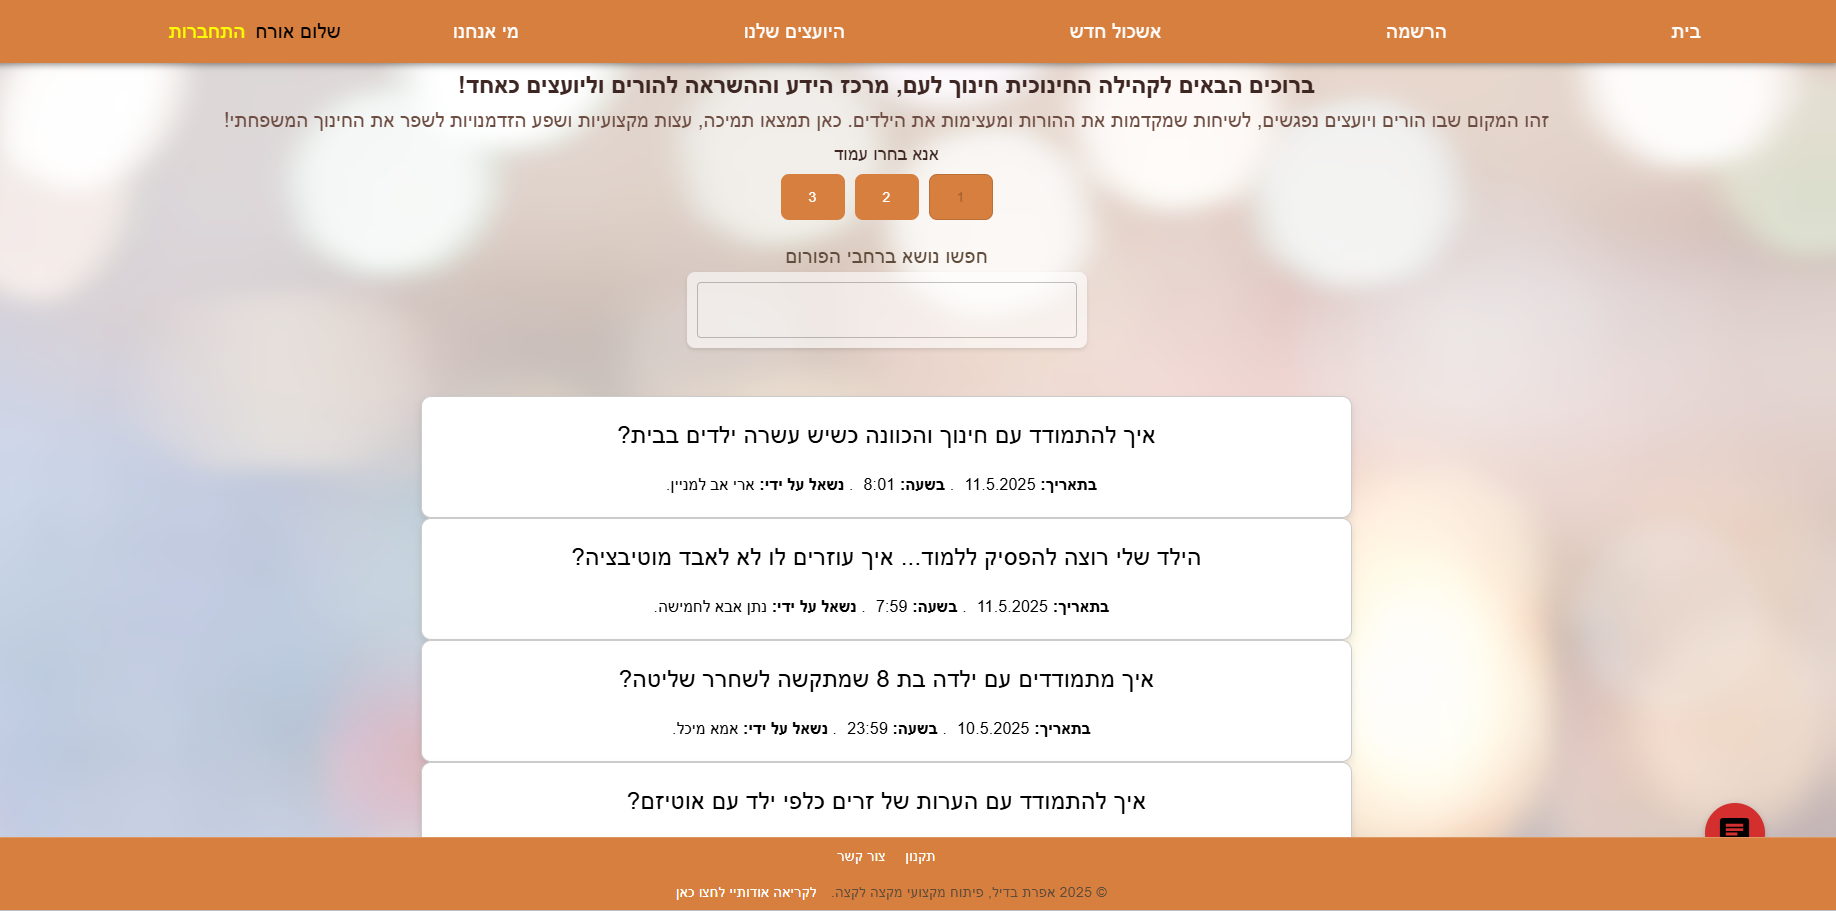 בית הרשמה אשכול חדש היועצים שלנו מי אנחנו שלום אורח התחברות
ברוכים הבאים לקהילה החינוכית חינוך לעם, מרכז הידע וההשראה להורים וליועצים כאחד!
זהו המקום שבו הורים ויועצים נפגשים, לשיחות שמקדמות את ההורות ומעצימות את הילדים. כאן תמצאו תמיכה, עצות מקצועיות ושפע הזדמנויות לשפר את החינוך המשפחתי!
אנא בחרו עמוד
1 2 3
חפשו נושא ברחבי הפורום
איך להתמודד עם חינוך והכוונה כשיש עשרה ילדים בבית?
בתאריך: 11.5.2025 . בשעה: 8:01 . נשאל על ידי: ארי אב למניין.
הילד שלי רוצה להפסיק ללמוד... איך עוזרים לו לא לאבד מוטיבציה?
בתאריך: 11.5.2025 . בשעה: 7:59 . נשאל על ידי: נתן אבא לחמישה.
איך מתמודדים עם ילדה בת 8 שמתקשה לשחרר שליטה?
בתאריך: 10.5.2025 . בשעה: 23:59 . נשאל על ידי: אמא מיכל.
איך להתמודד עם הערות של זרים כלפי ילד עם אוטיזם?
תקנון צור קשר
© 2025 אפרת בדיל, פיתוח מקצועי מקצה לקצה. לקריאה אודותיי לחצו כאן